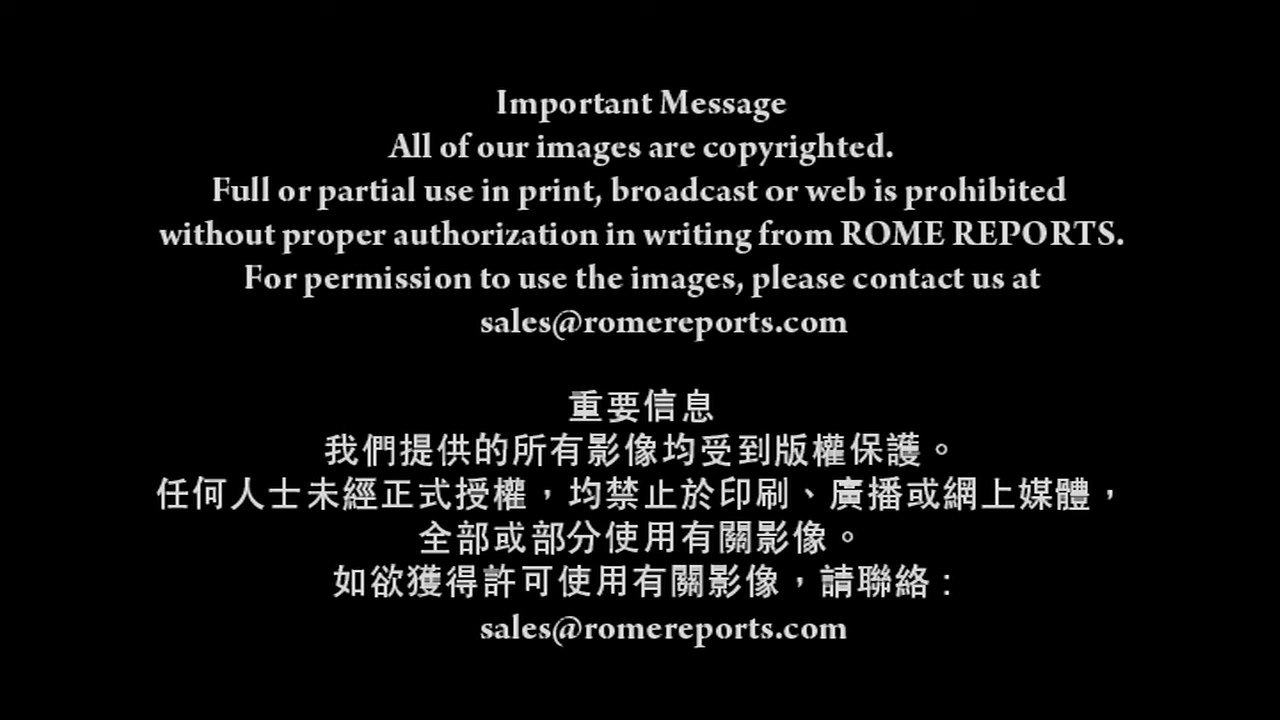 Important Message
All of our images are copyrighted.
Full or partial use in print, broadcast or web is prohibited
without proper authorization in writing from ROME REPORTS.
For permission to use the images, please contact us at
sales@romereports.com
重要信息
我們提供的所有影像均受到版權保護。
任何人士未經正式授權，均禁止於印刷、廣播或網上媒體，
全部或部分使用有關影像。
如欲獲得許可使用有關影像，請聯絡：
sales@romereports.com